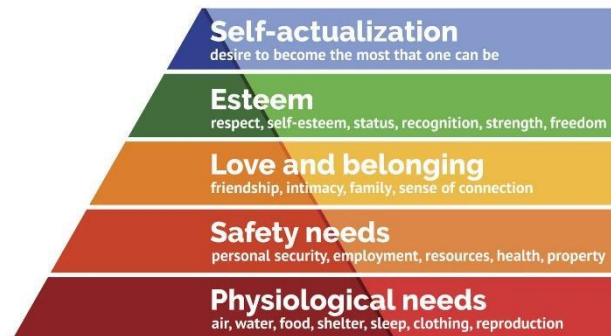 Self-actualization
desire to become the most that one can be
Esteem
respect, self-esteem, status, recognition, strength, freedom
Love and belonging
friendship, intimacy, family, sense of connection
Safety needs
personal security, employment, resources, health, property
Physiological needs
air, water, food, shelter, sleep, clothing, reproduction